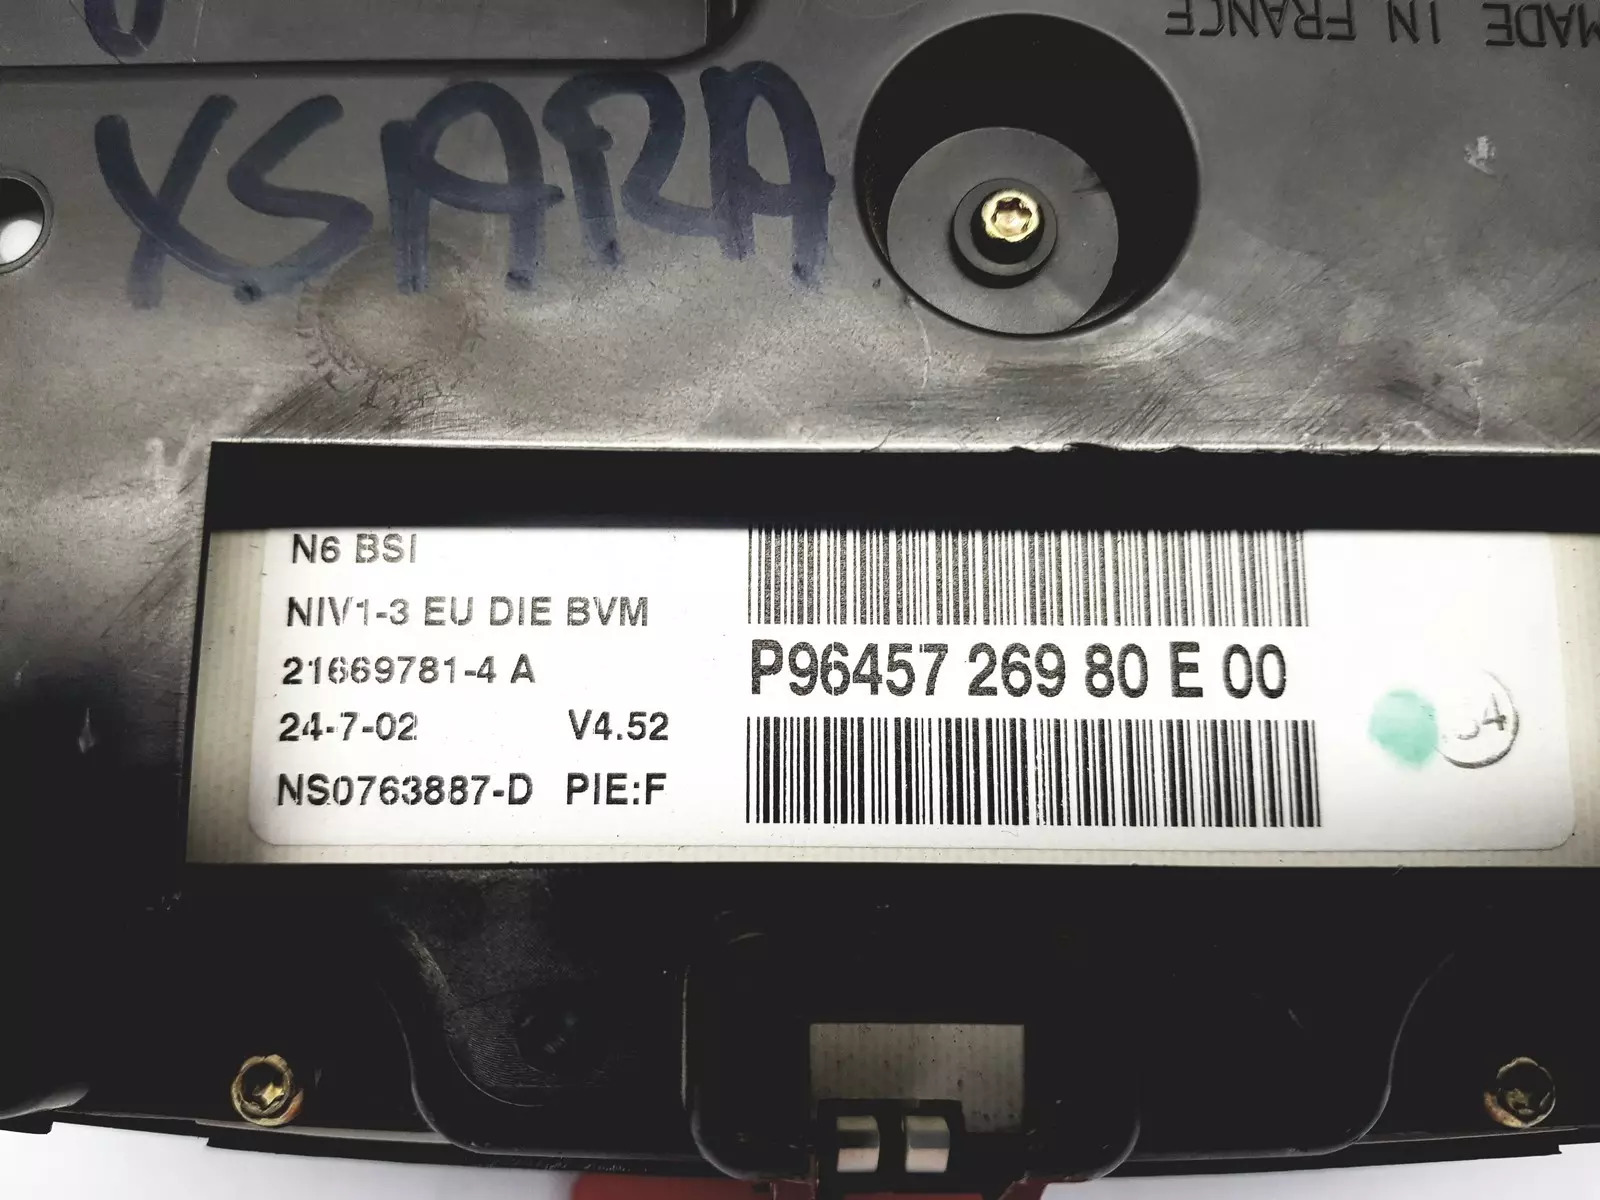 MADE IN FRANCE
XSARA
N6 BSI
NIV1-3 EU DIE BVM
21669781-4 A
24-7-02 V4.52
NS0763887-D PIE:F
P96457 269 80 E 00